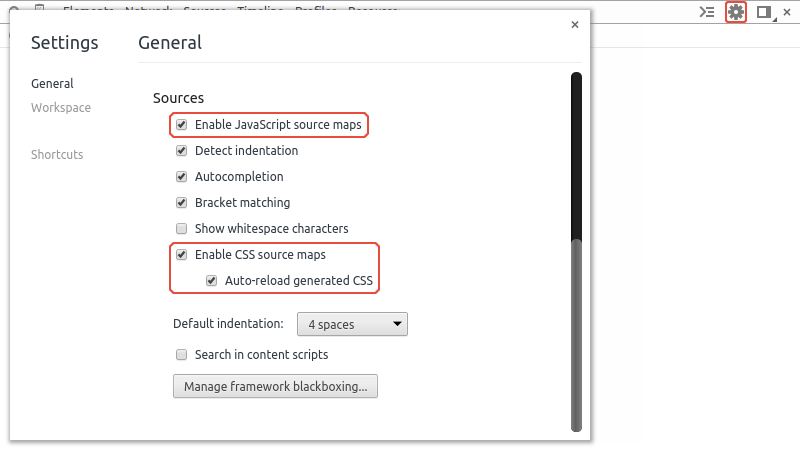 Elements Network Sources Timeline Profiles Resources
Settings
General
General
Workspace
Shortcuts
Sources
Enable JavaScript source maps
Detect indentation
Autocompletion
Bracket matching
Show whitespace characters
Enable CSS source maps
Auto-reload generated CSS
Default indentation: 4 spaces
Search in content scripts
Manage framework blackboxing...